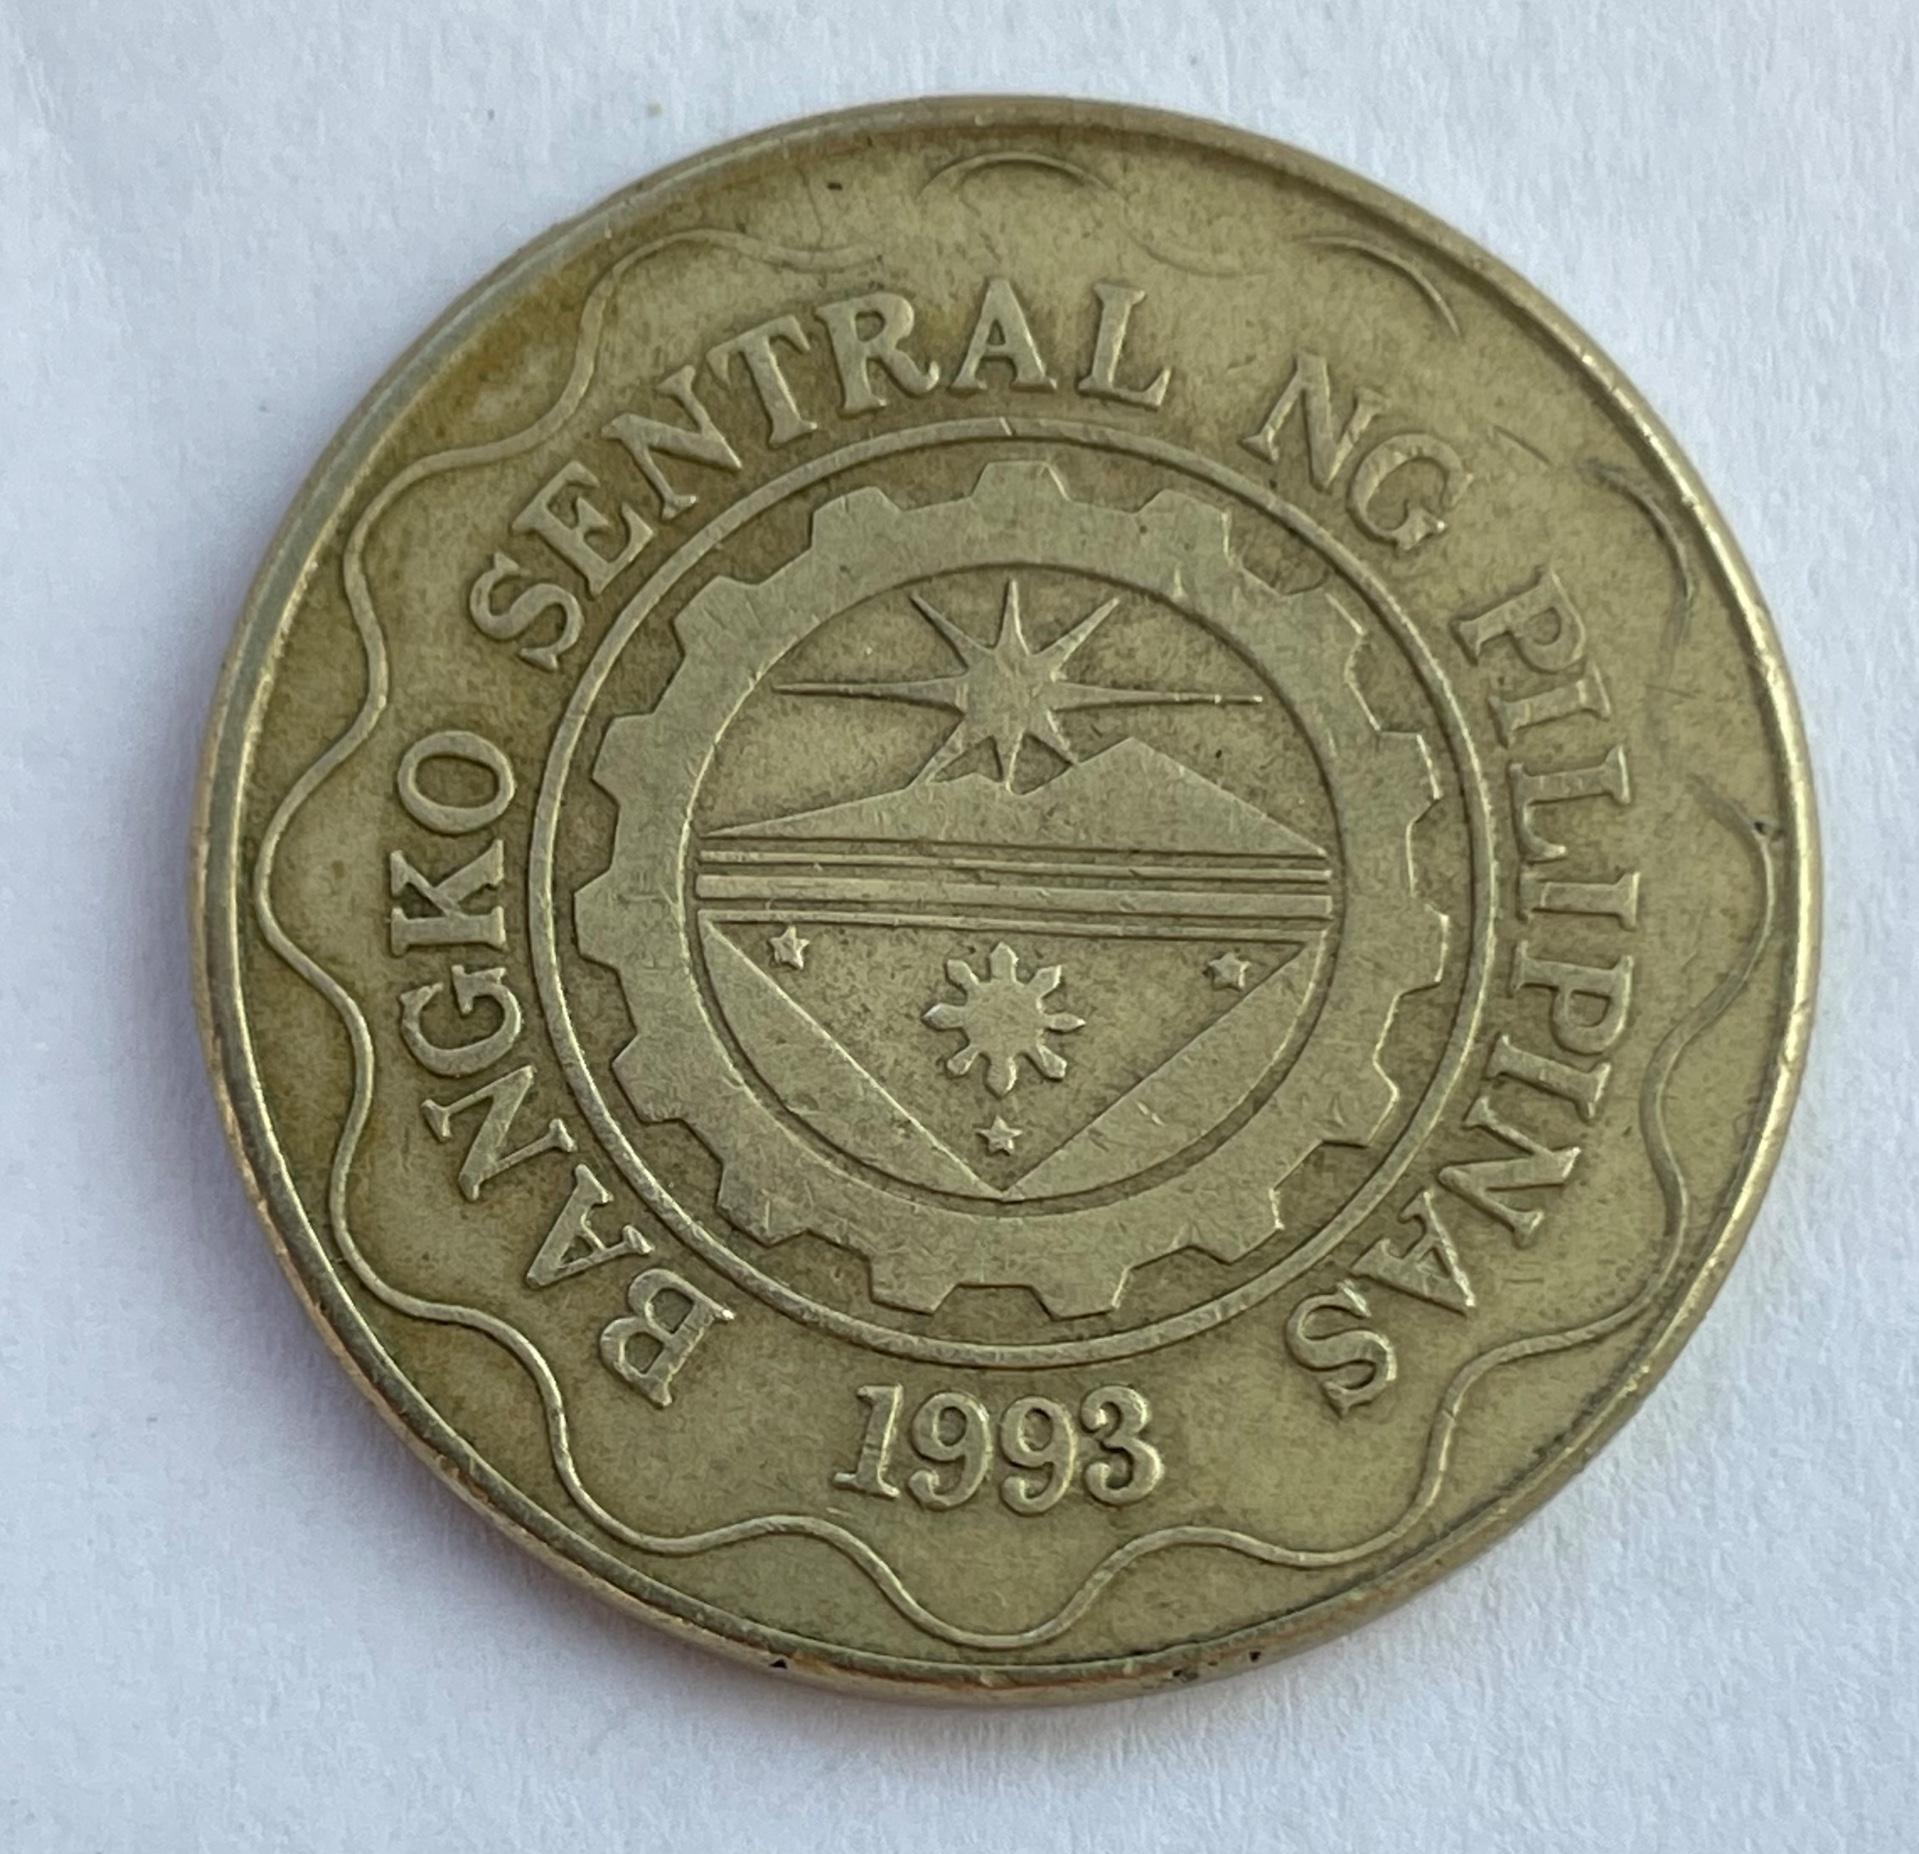 BANGKO SENTRAL NG PILIPINAS
1993